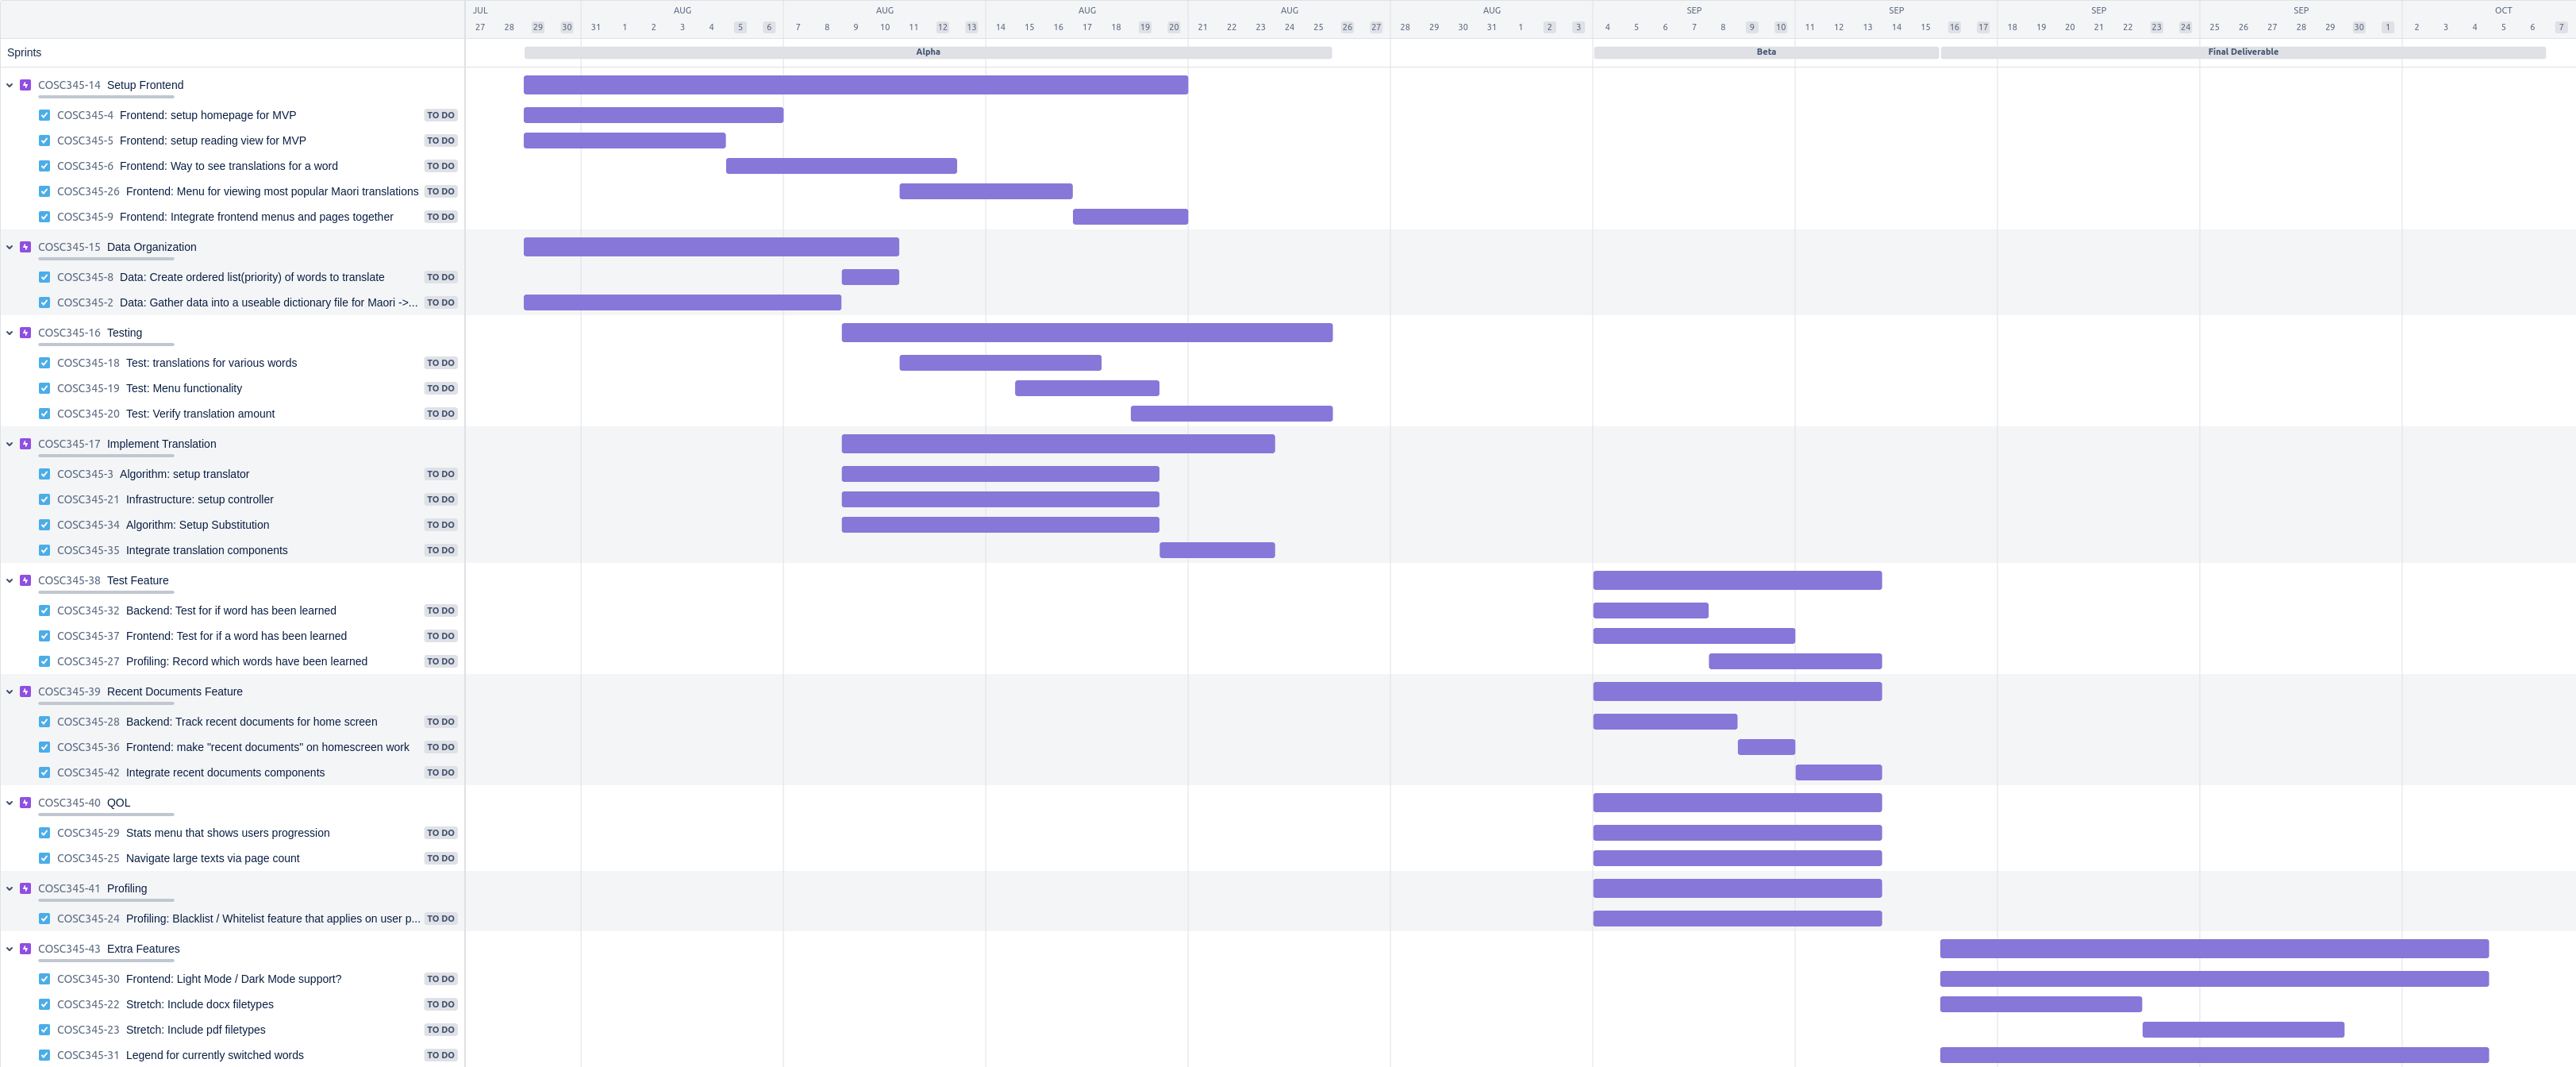 JUL AUG AUG AUG AUG AUG SEP SEP SEP SEP OCT
27 28 29 30 31 1 2 3 4 5 6 7 8 9 10 11 12 13 14 15 16 17 18 19 20 21 22 23 24 25 26 27 28 29 30 31 1 2 3 4 5 6 7 8 9 10 11 12 13 14 15 16 17 18 19 20 21 22 23 24 25 26 27 28 29 30 1 2 3 4 5 6 7
Sprints Alpha Beta Final Deliverable
COSC345-14 Setup Frontend
COSC345-4 Frontend: setup homepage for MVP TO DO
COSC345-5 Frontend: setup reading view for MVP TO DO
COSC345-6 Frontend: Way to see translations for a word TO DO
COSC345-26 Frontend: Menu for viewing most popular Maori translations TO DO
COSC345-9 Frontend: Integrate frontend menus and pages together TO DO
COSC345-15 Data Organization
COSC345-8 Data: Create ordered list(priority) of words to translate TO DO
COSC345-2 Data: Gather data into a useable dictionary file for Maori ->... TO DO
COSC345-16 Testing
COSC345-18 Test: translations for various words TO DO
COSC345-19 Test: Menu functionality TO DO
COSC345-20 Test: Verify translation amount TO DO
COSC345-17 Implement Translation
COSC345-3 Algorithm: setup translator TO DO
COSC345-21 Infrastructure: setup controller TO DO
COSC345-34 Algorithm: Setup Substitution TO DO
COSC345-35 Integrate translation components TO DO
COSC345-38 Test Feature
COSC345-32 Backend: Test for if word has been learned TO DO
COSC345-37 Frontend: Test for if a word has been learned TO DO
COSC345-27 Profiling: Record which words have been learned TO DO
COSC345-39 Recent Documents Feature
COSC345-28 Backend: Track recent documents for home screen TO DO
COSC345-36 Frontend: make "recent documents" on homescreen work TO DO
COSC345-42 Integrate recent documents components TO DO
COSC345-40 QOL
COSC345-29 Stats menu that shows users progression TO DO
COSC345-25 Navigate large texts via page count TO DO
COSC345-41 Profiling
COSC345-24 Profiling: Blacklist / Whitelist feature that applies on user p... TO DO
COSC345-43 Extra Features
COSC345-30 Frontend: Light Mode / Dark Mode support? TO DO
COSC345-22 Stretch: Include docx filetypes TO DO
COSC345-23 Stretch: Include pdf filetypes TO DO
COSC345-31 Legend for currently switched words TO DO